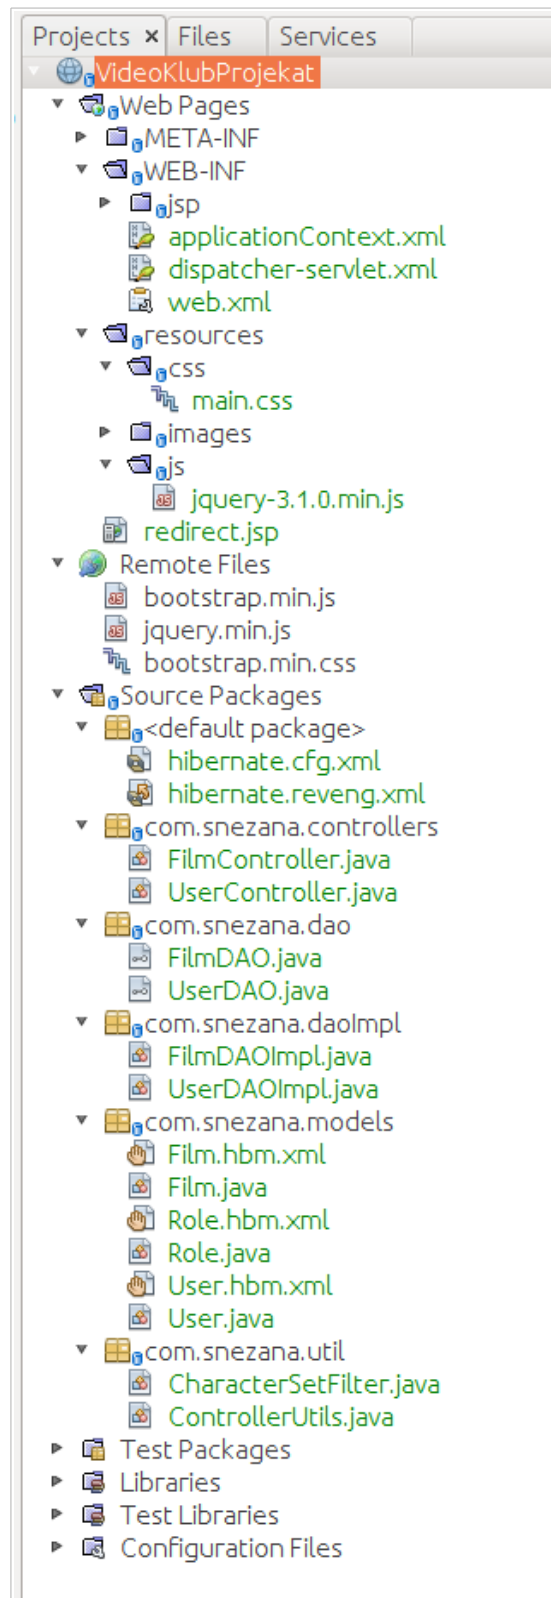 Projects × Files Services
VideoKlubProjekat
Web Pages
META-INF
WEB-INF
jsp
applicationContext.xml
dispatcher-servlet.xml
web.xml
resources
css
main.css
images
js
jquery-3.1.0.min.js
redirect.jsp
Remote Files
bootstrap.min.js
jquery.min.js
bootstrap.min.css
Source Packages
<default package>
hibernate.cfg.xml
hibernate.reveng.xml
com.snezana.controllers
FilmController.java
UserController.java
com.snezana.dao
FilmDAO.java
UserDAO.java
com.snezana.daoImpl
FilmDAOImpl.java
UserDAOImpl.java
com.snezana.models
Film.hbm.xml
Film.java
Role.hbm.xml
Role.java
User.hbm.xml
User.java
com.snezana.util
CharacterSetFilter.java
ControllerUtils.java
Test Packages
Libraries
Test Libraries
Configuration Files